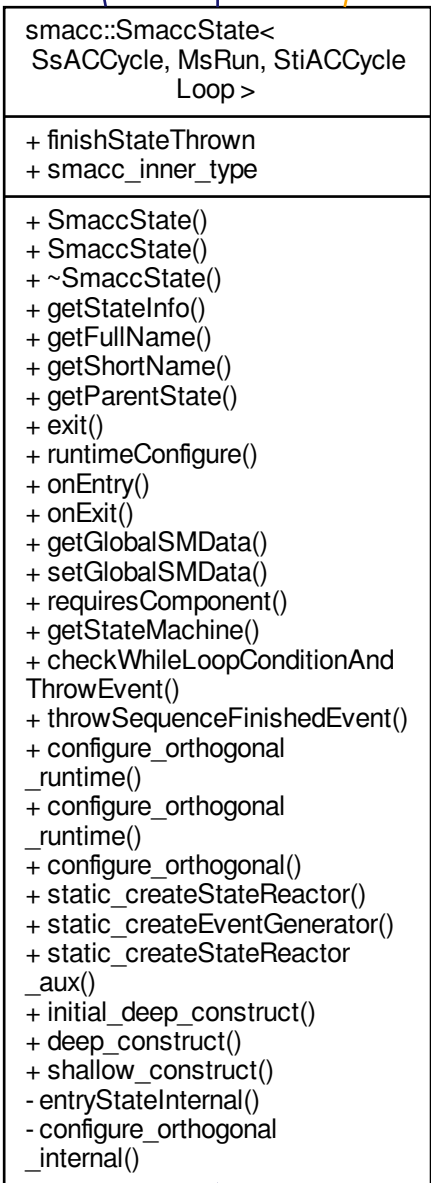 smacc::SmaccState<
SsACCycle, MsRun, StiACCycle
Loop >
+ finishStateThrown
+ smacc_inner_type
+ SmaccState()
+ SmaccState()
+ ~SmaccState()
+ getStateInfo()
+ getFullName()
+ getShortName()
+ getParentState()
+ exit()
+ runtimeConfigure()
+ onEntry()
+ onExit()
+ getGlobalSMData()
+ setGlobalSMData()
+ requiresComponent()
+ getStateMachine()
+ checkWhileLoopConditionAnd
ThrowEvent()
+ throwSequenceFinishedEvent()
+ configure_orthogonal
_runtime()
+ configure_orthogonal
_runtime()
+ configure_orthogonal()
+ static_createStateReactor()
+ static_createEventGenerator()
+ static_createStateReactor
_aux()
+ initial_deep_construct()
+ deep_construct()
+ shallow_construct()
- entryStateInternal()
- configure_orthogonal
_internal()